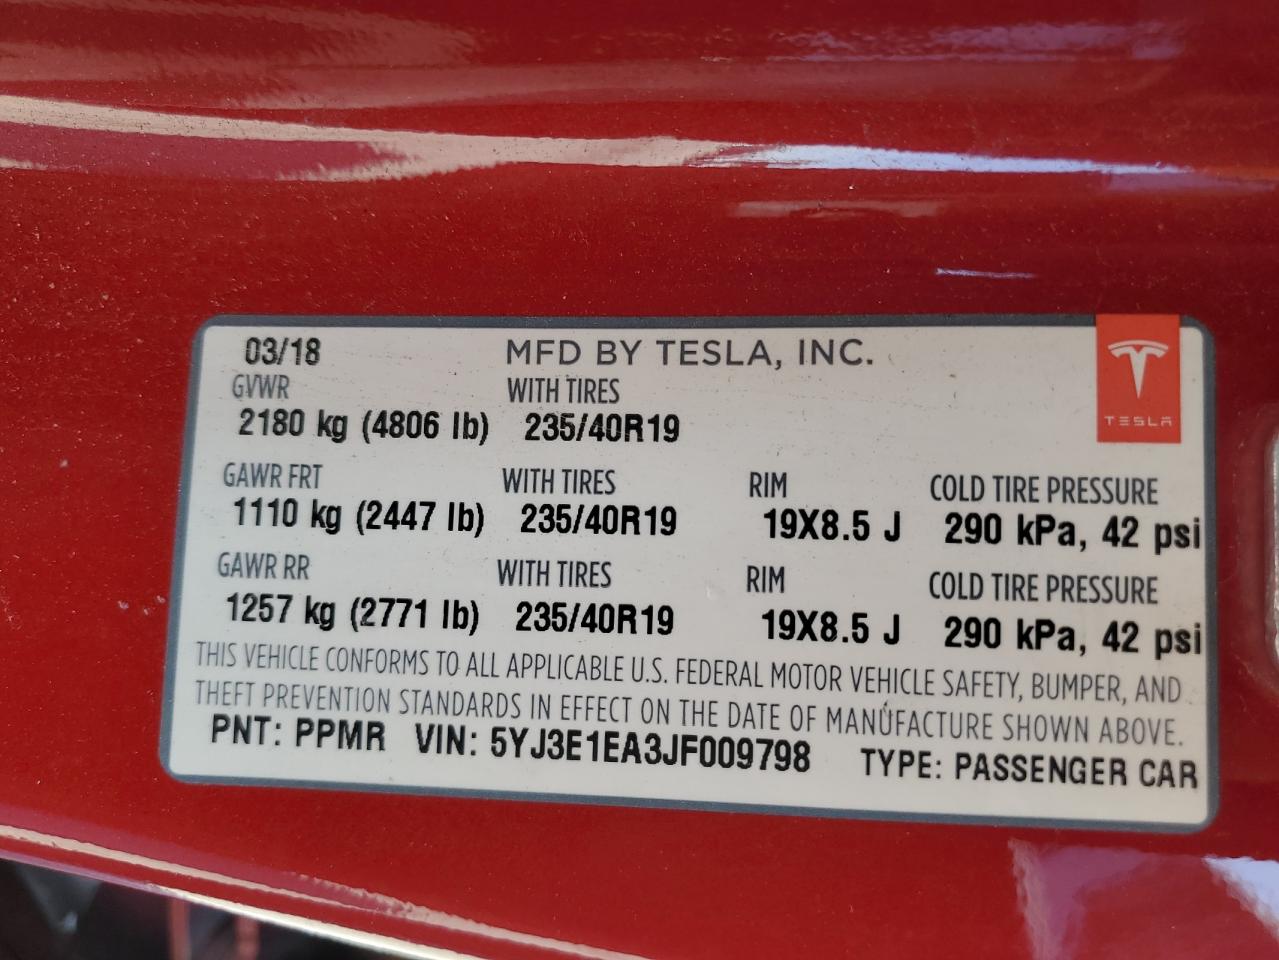 03/18 MFD BY TESLA, INC.
GVWR WITH TIRES
2180 kg (4806 lb) 235/40R19
TESLA
GAWR FRT WITH TIRES RIM COLD TIRE PRESSURE
1110 kg (2447 lb) 235/40R19 19X8.5 J 290 kPa, 42 psi
GAWR RR WITH TIRES RIM COLD TIRE PRESSURE
1257 kg (2771 lb) 235/40R19 19X8.5 J 290 kPa, 42 psi
THIS VEHICLE CONFORMS TO ALL APPLICABLE U.S. FEDERAL MOTOR VEHICLE SAFETY, BUMPER, AND
THEFT PREVENTION STANDARDS IN EFFECT ON THE DATE OF MANUFACTURE SHOWN ABOVE.
PNT: PPMR VIN: 5YJ3E1EA3JF009798 TYPE: PASSENGER CAR